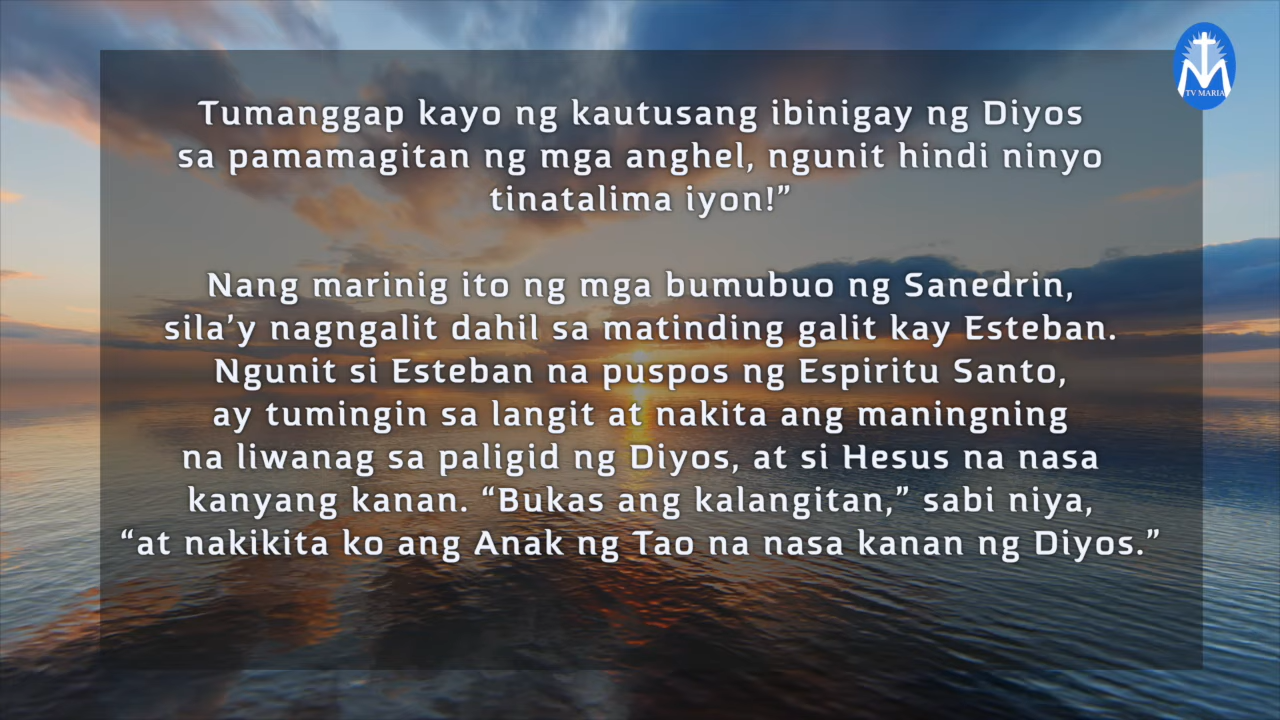 TV MARIA
Tumanggap kayo ng kautusang ibinigay ng Diyos
sa pamamagitan ng mga anghel, ngunit hindi ninyo
tinatalima iyon!”
Nang marinig ito ng mga bumubuo ng Sanedrin,
sila’y nagngalit dahil sa matinding galit kay Esteban.
Ngunit si Esteban na puspos ng Espiritu Santo,
ay tumingin sa langit at nakita ang maningning
na liwanag sa paligid ng Diyos, at si Hesus na nasa
kanyang kanan. “Bukas ang kalangitan,” sabi niya,
“at nakikita ko ang Anak ng Tao na nasa kanan ng Diyos.”